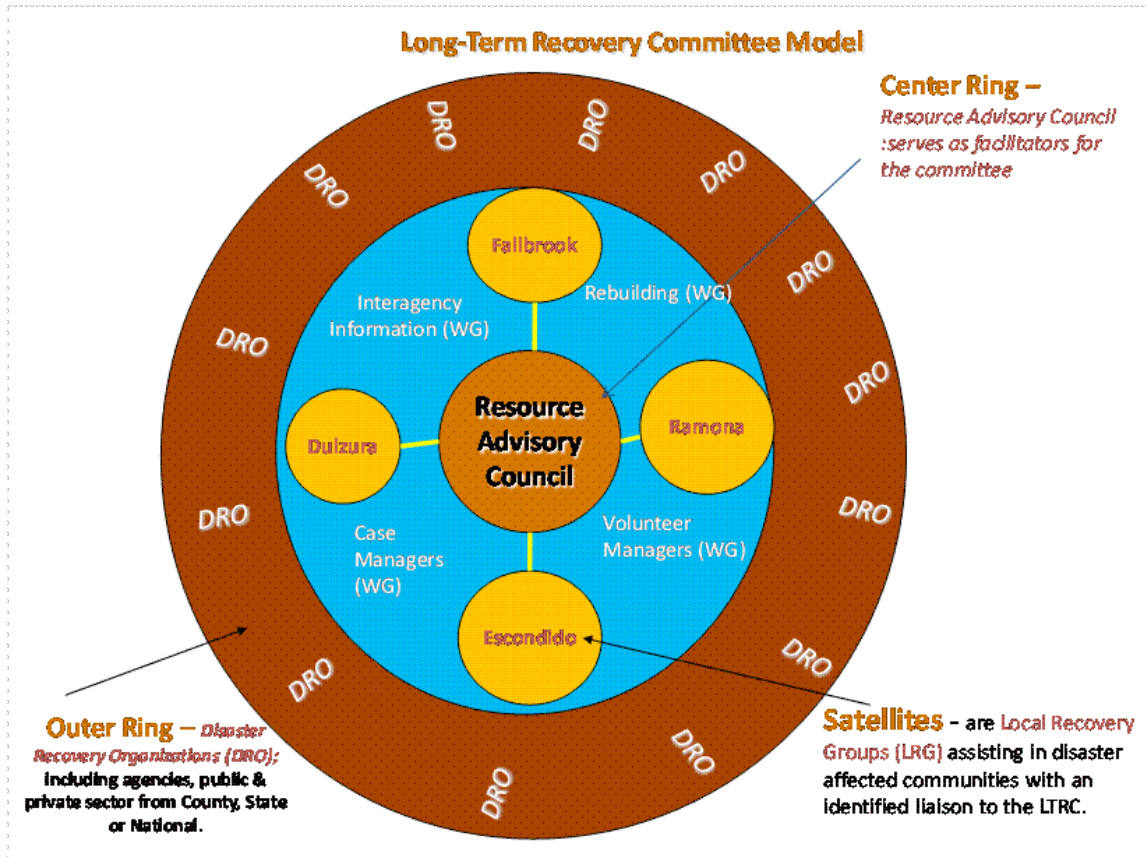 Long-Term Recovery Committee Model
Center Ring –
Resource Advisory Council
:serves as facilitators for
the committee
DRO
DRO
DRO
DRO
DRO
DRO
DRO
DRO
DRO
DRO
DRO
DRO
DRO
Fallbrook
Interagency
Information (WG)
Rebuilding (WG)
Dulzura
Resource
Advisory
Council
Ramona
Case
Managers
(WG)
Volunteer
Managers (WG)
Escondido
Outer Ring – Disaster
Recovery Organizations (DRO);
including agencies, public &
private sector from County, State
or National.
Satellites - are Local Recovery
Groups (LRG) assisting in disaster
affected communities with an
identified liaison to the LTRC.